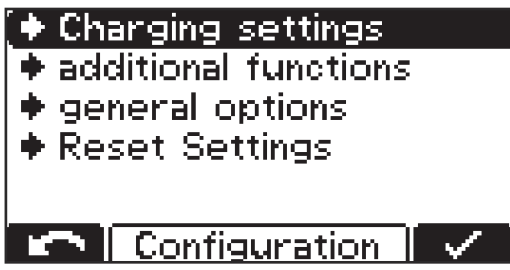 Charging settings
additional functions
general options
Reset Settings
Configuration